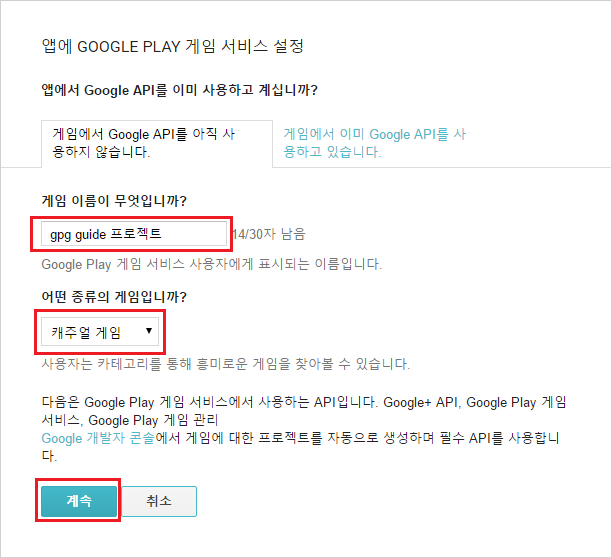 앱에 GOOGLE PLAY 게임 서비스 설정
앱에서 Google API를 이미 사용하고 계십니까?
게임에서 Google API를 아직 사
용하지 않습니다.
게임에서 이미 Google API를 사
용하고 있습니다.
게임 이름이 무엇입니까?
gpg guide 프로젝트 14/30자 남음
Google Play 게임 서비스 사용자에게 표시되는 이름입니다.
어떤 종류의 게임입니까?
캐주얼 게임 ▼
사용자는 카테고리를 통해 흥미로운 게임을 찾아볼 수 있습니다.
다음은 Google Play 게임 서비스에서 사용하는 API입니다. Google+ API, Google Play 게임
서비스, Google Play 게임 관리
Google 개발자 콘솔에서 게임에 대한 프로젝트를 자동으로 생성하며 필수 API를 사용합니
다.
계속 취소